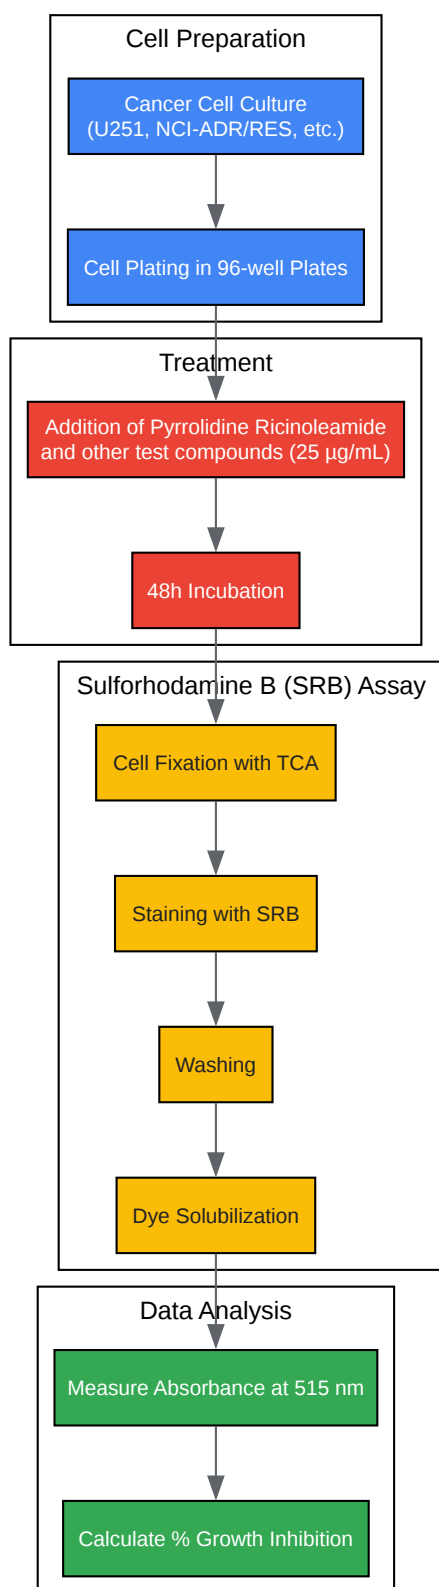 Cell Preparation
Cancer Cell Culture
(U251, NCI-ADR/RES, etc.)
Cell Plating in 96-well Plates
Treatment
Addition of Pyrrolidine Ricinoleamide
and other test compounds (25 µg/mL)
48h Incubation
Sulforhodamine B (SRB) Assay
Cell Fixation with TCA
Staining with SRB
Washing
Dye Solubilization
Data Analysis
Measure Absorbance at 515 nm
Calculate % Growth Inhibition